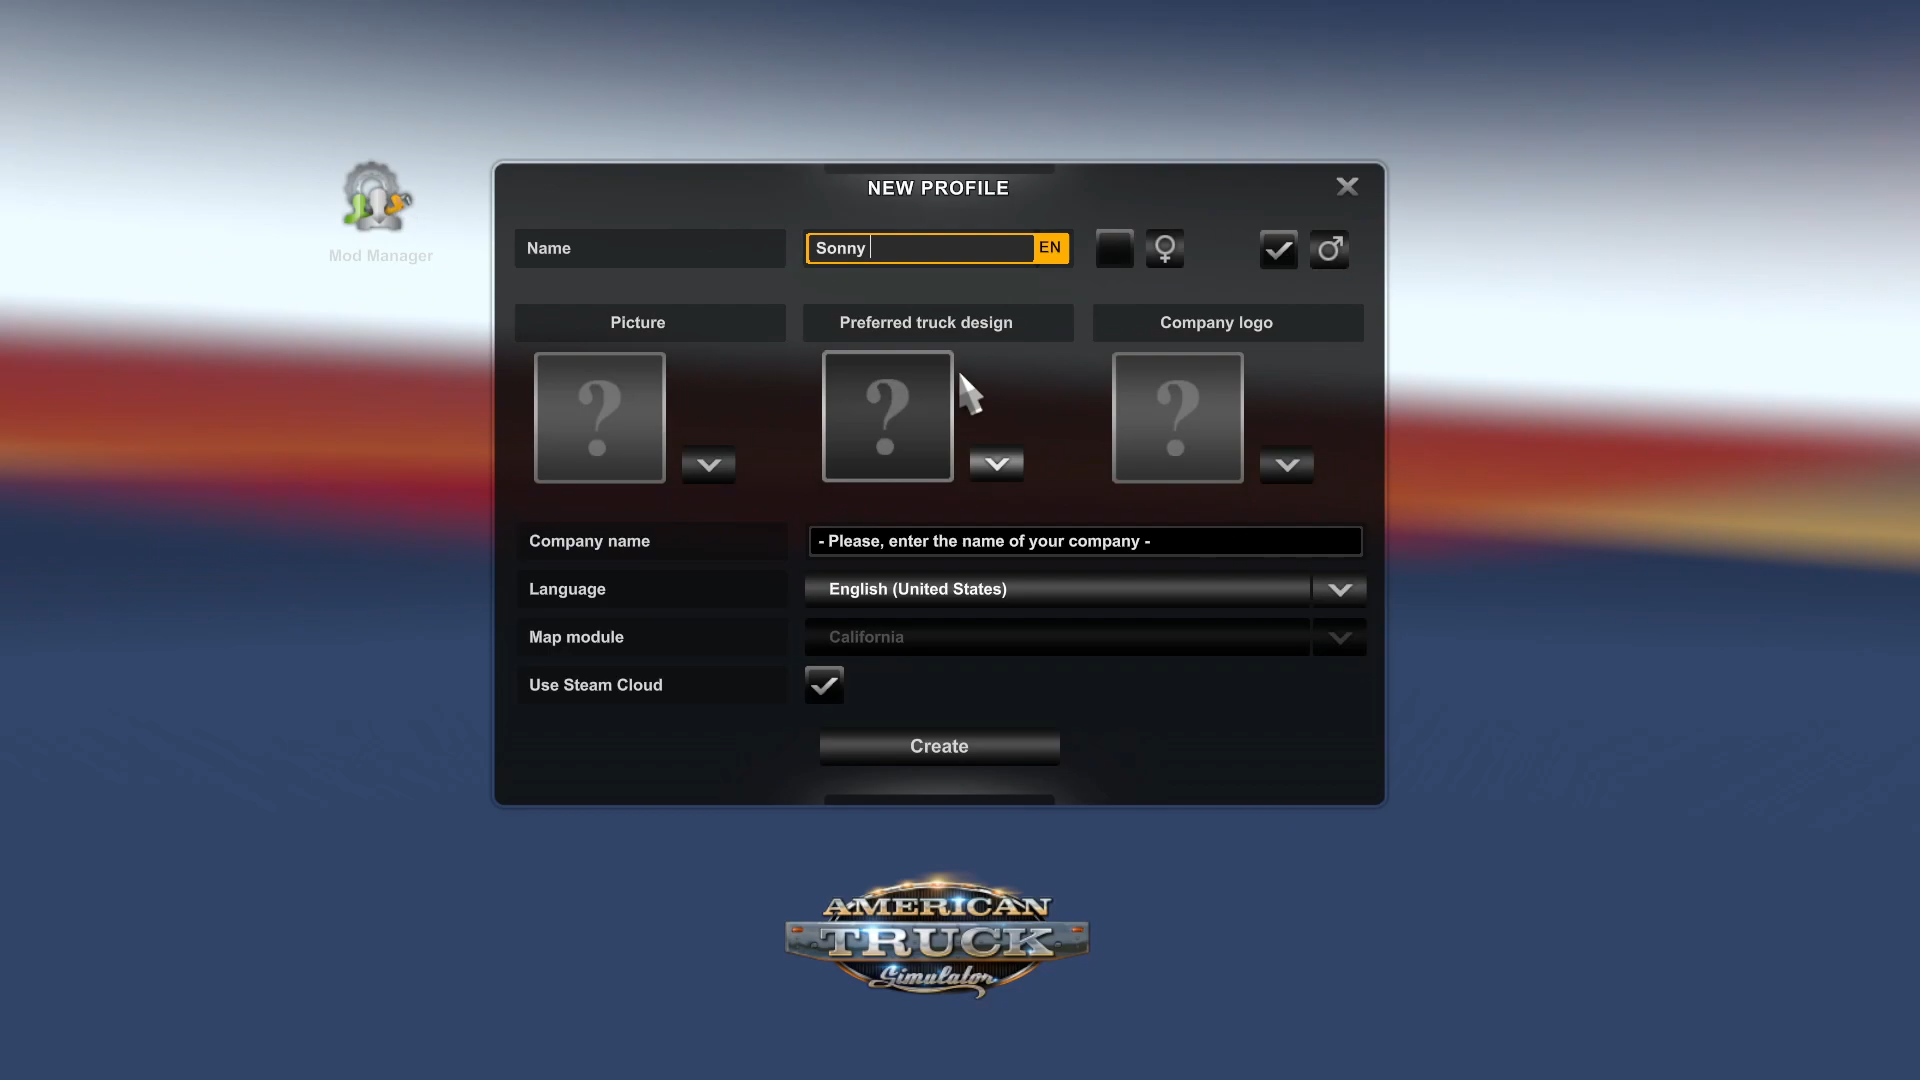 Mod Manager
NEW PROFILE
Name
Sonny
EN
Picture
Preferred truck design
Company logo
?
?
?
Company name
- Please, enter the name of your company -
Language
English (United States)
Map module
California
Use Steam Cloud
Create
AMERICAN
TRUCK
Simulator